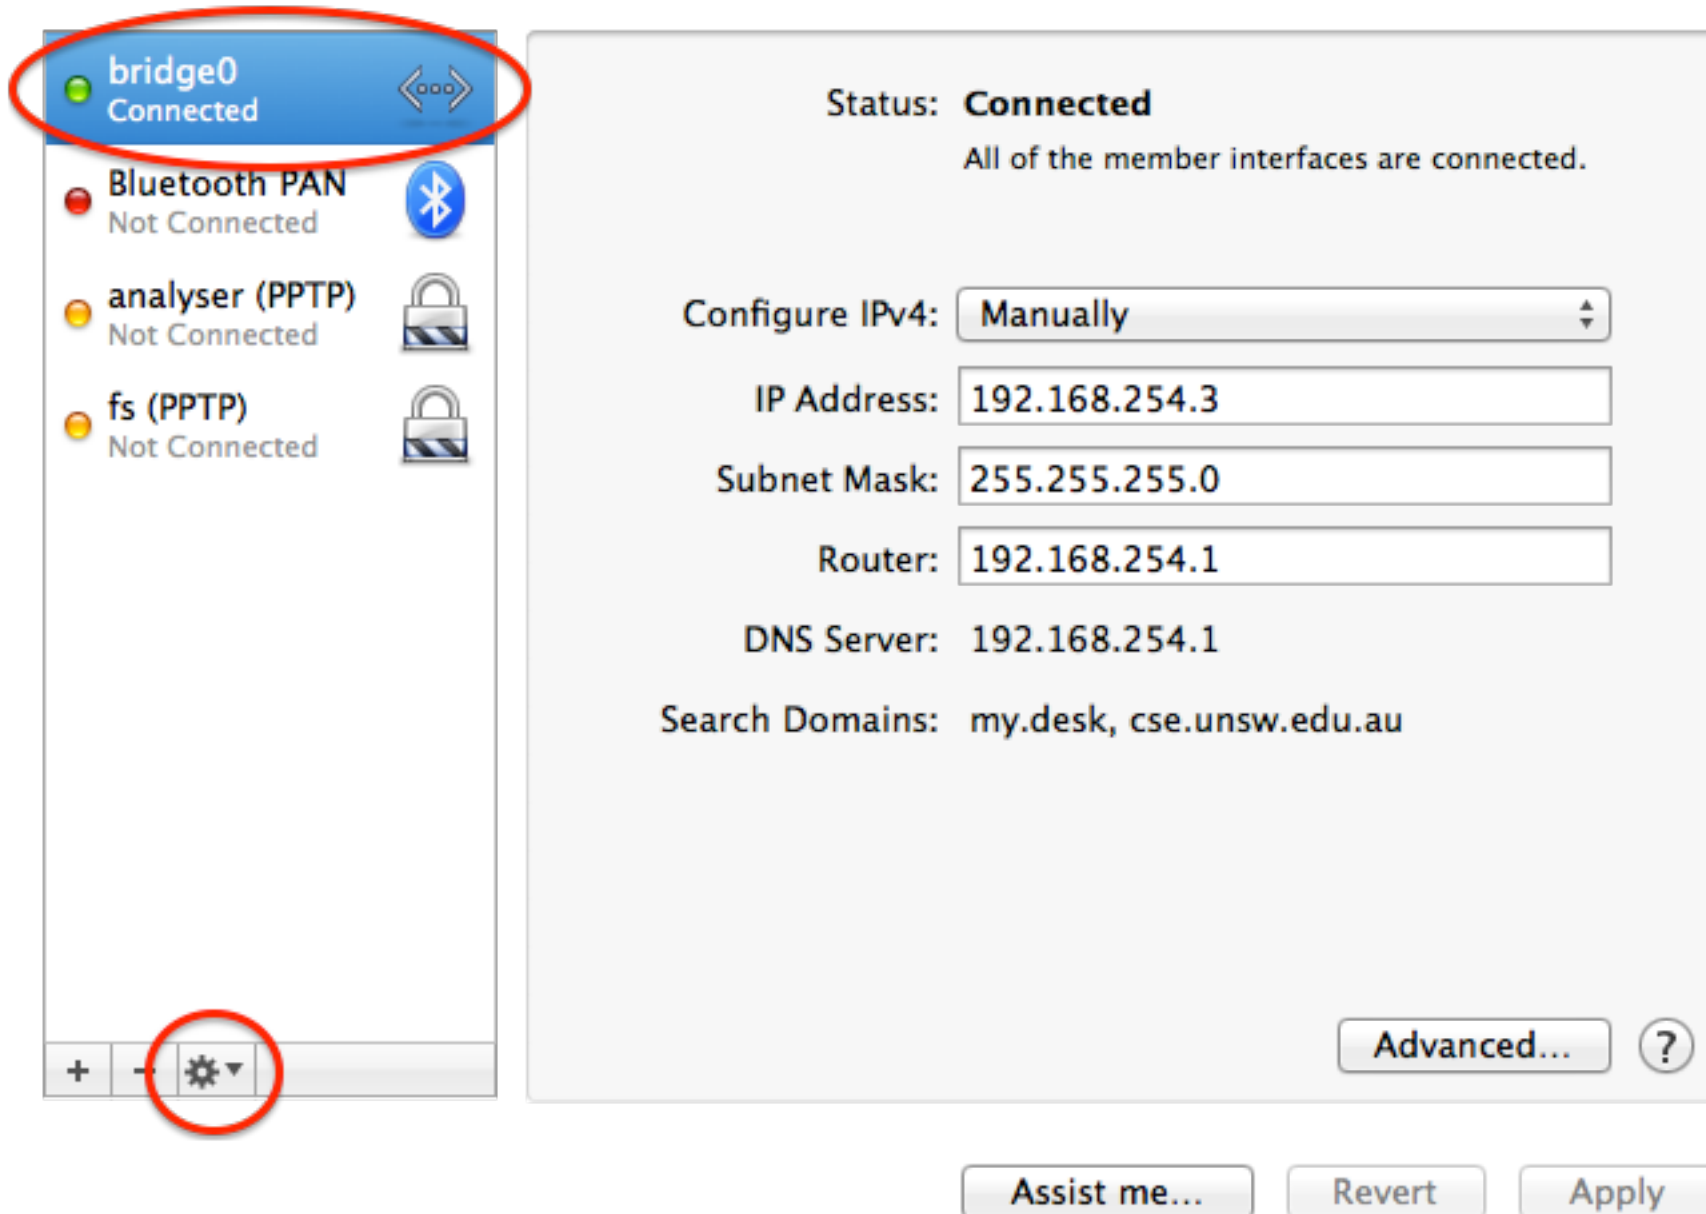 bridge0
Connected
Bluetooth PAN
Not Connected
analyser (PPTP)
Not Connected
fs (PPTP)
Not Connected
Status: Connected
All of the member interfaces are connected.
Configure IPv4: Manually
IP Address: 192.168.254.3
Subnet Mask: 255.255.255.0
Router: 192.168.254.1
DNS Server: 192.168.254.1
Search Domains: my.desk, cse.unsw.edu.au
Advanced... ?
Assist me... Revert Apply